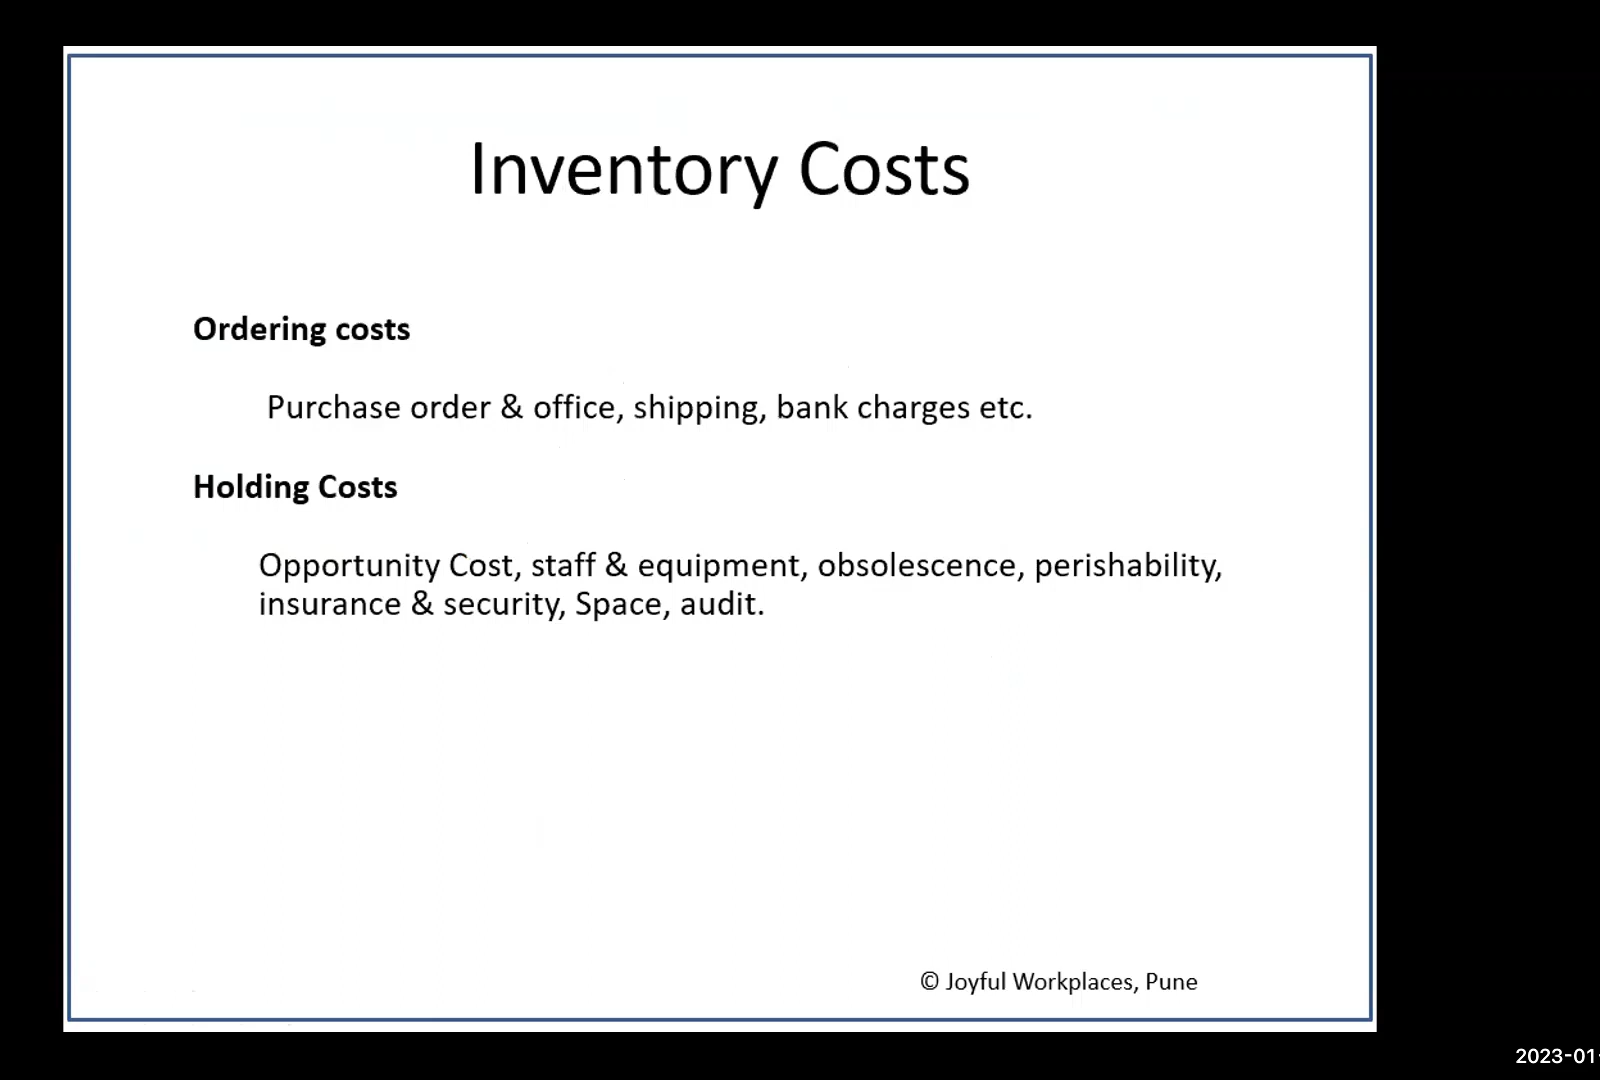 Inventory Costs
Ordering costs
Purchase order & office, shipping, bank charges etc.
Holding Costs
Opportunity Cost, staff & equipment, obsolescence, perishability,
insurance & security, Space, audit.
© Joyful Workplaces, Pune
2023-01-